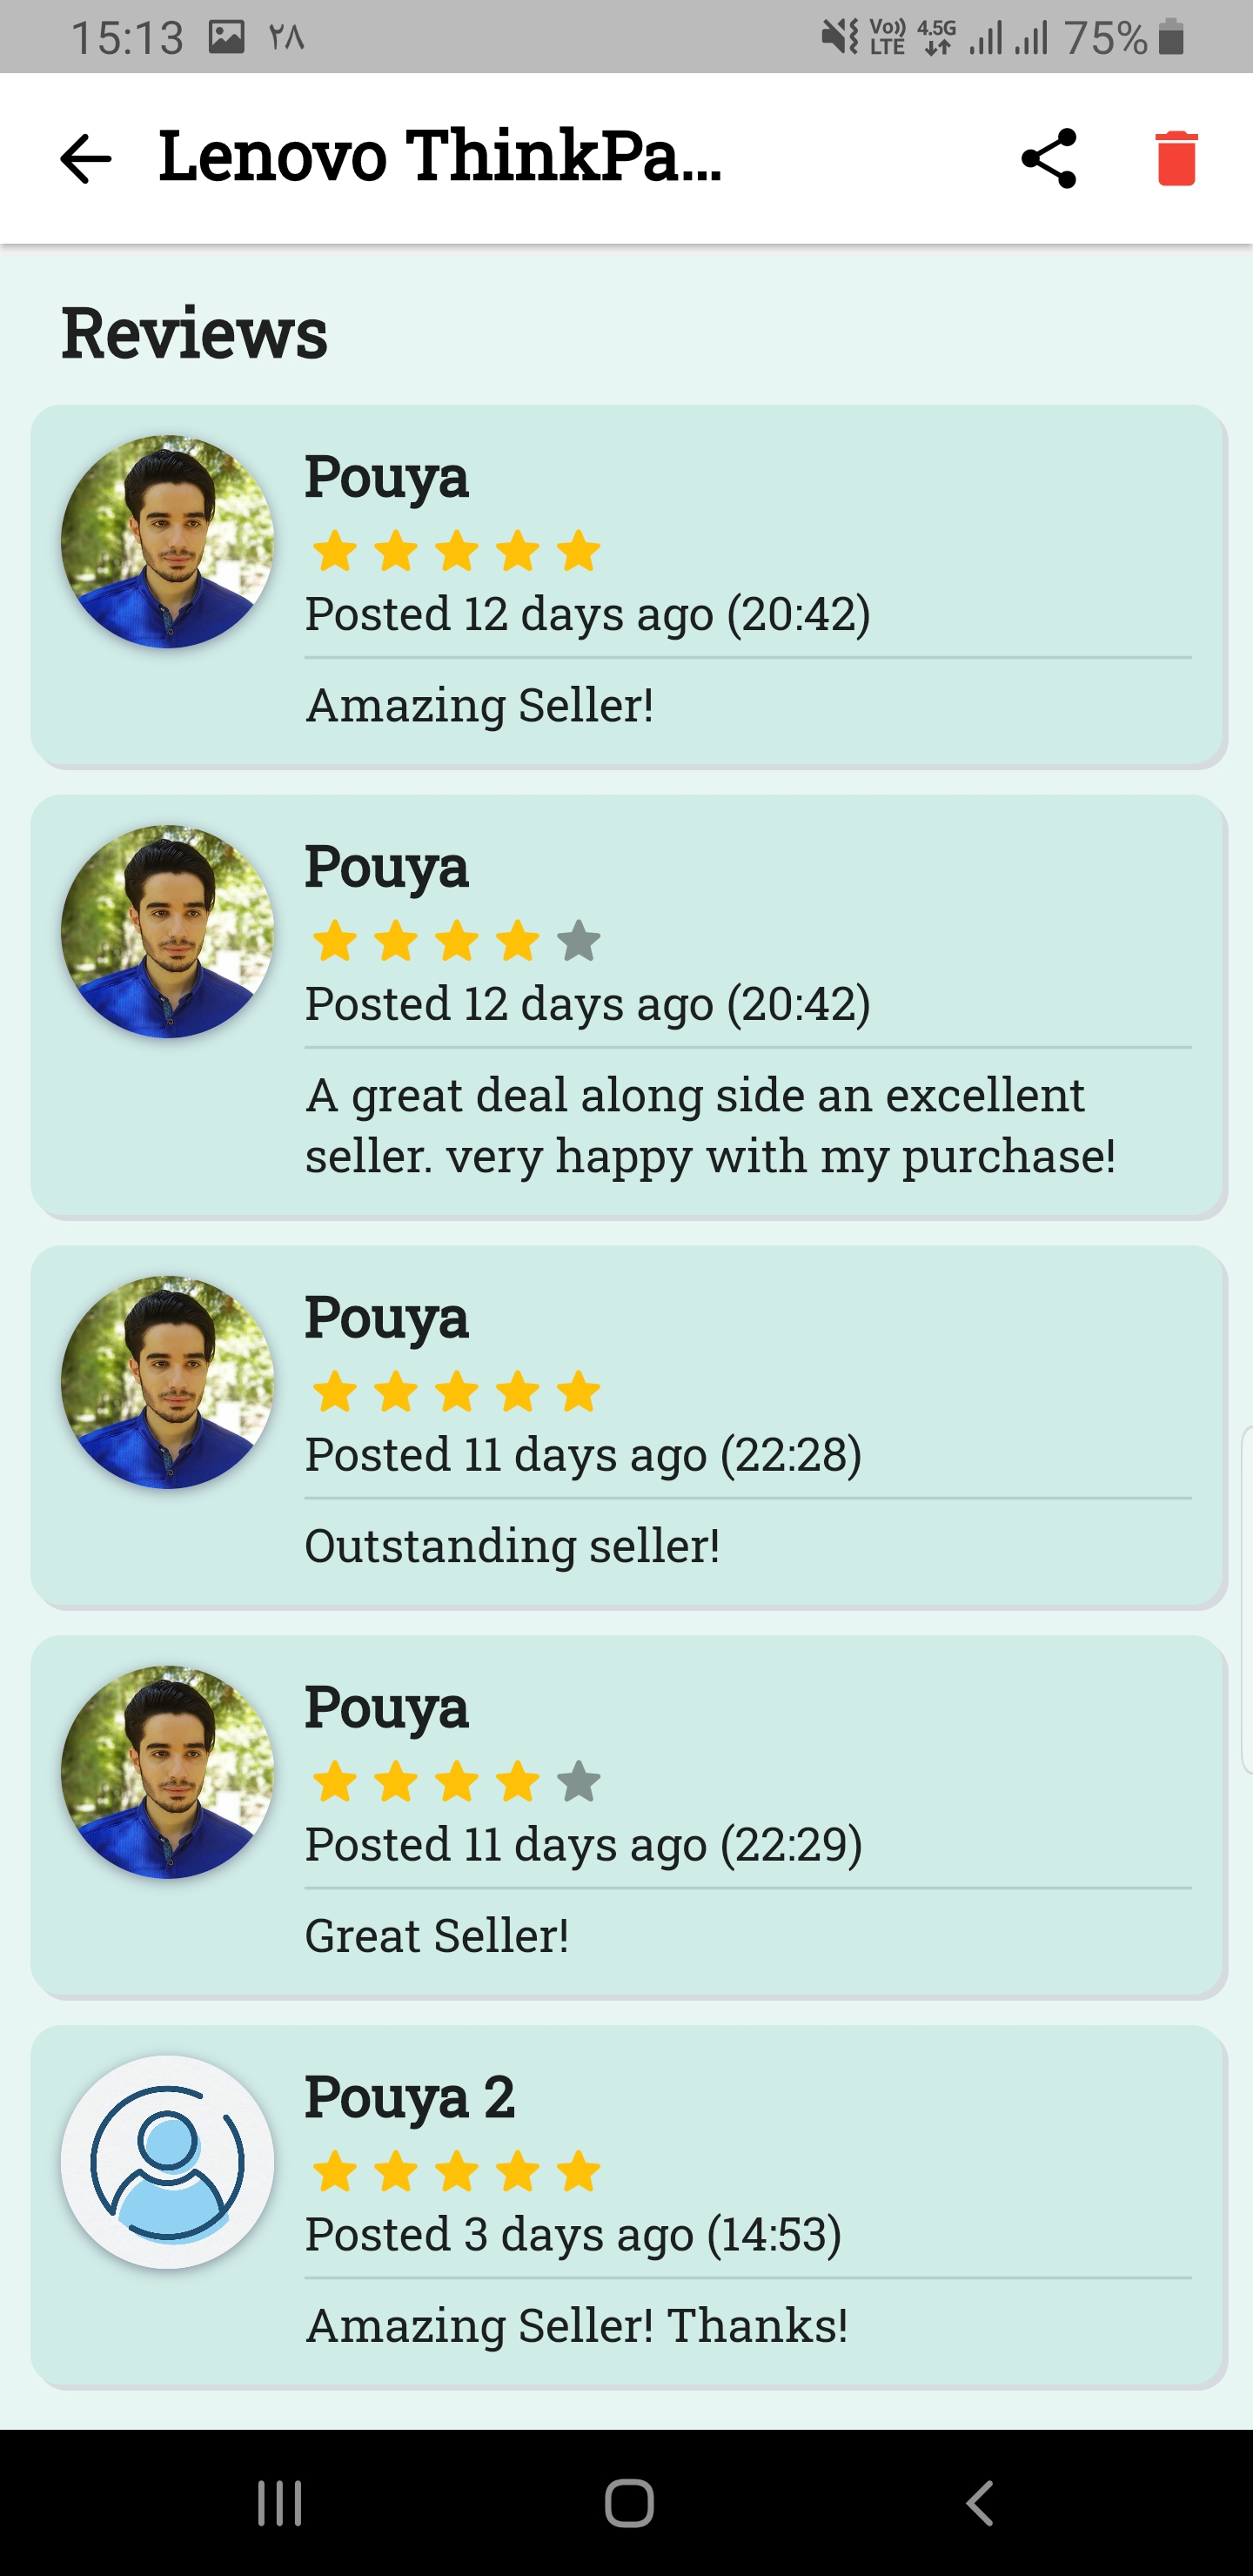 15:13 ۲۸ Vo)) LTE 4.5G 75%
Lenovo ThinkPa...
Reviews
Pouya
Posted 12 days ago (20:42)
Amazing Seller!
Pouya
Posted 12 days ago (20:42)
A great deal along side an excellent
seller. very happy with my purchase!
Pouya
Posted 11 days ago (22:28)
Outstanding seller!
Pouya
Posted 11 days ago (22:29)
Great Seller!
Pouya 2
Posted 3 days ago (14:53)
Amazing Seller! Thanks!